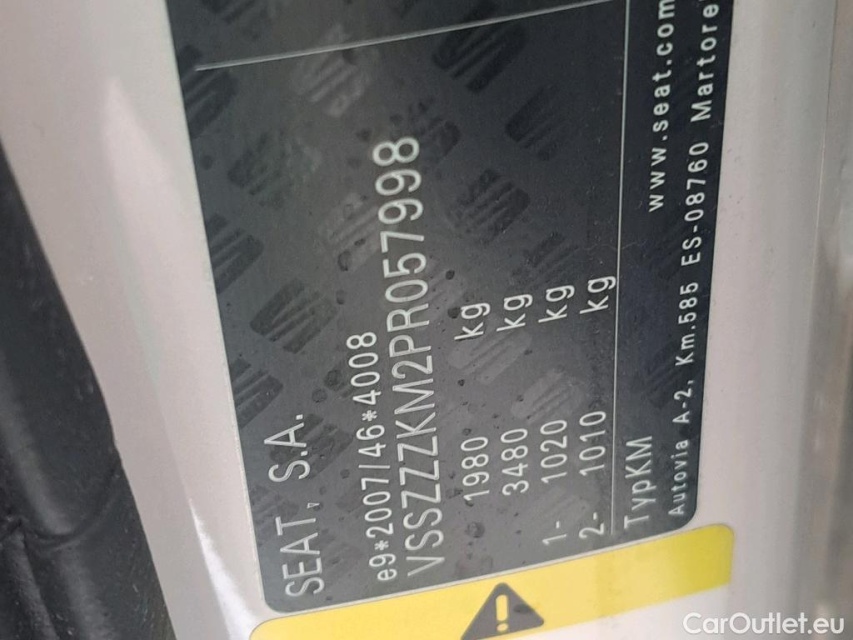 SEAT, S.A.
e9*2007/46*4008
VSSZZZKM2PR057998
1980 kg
3480 kg
1- 1020 kg
2- 1010 kg
TypKM
www.seat.com
Autovia A-2, Km.585 ES-08760 Martorell
CarOutlet.eu